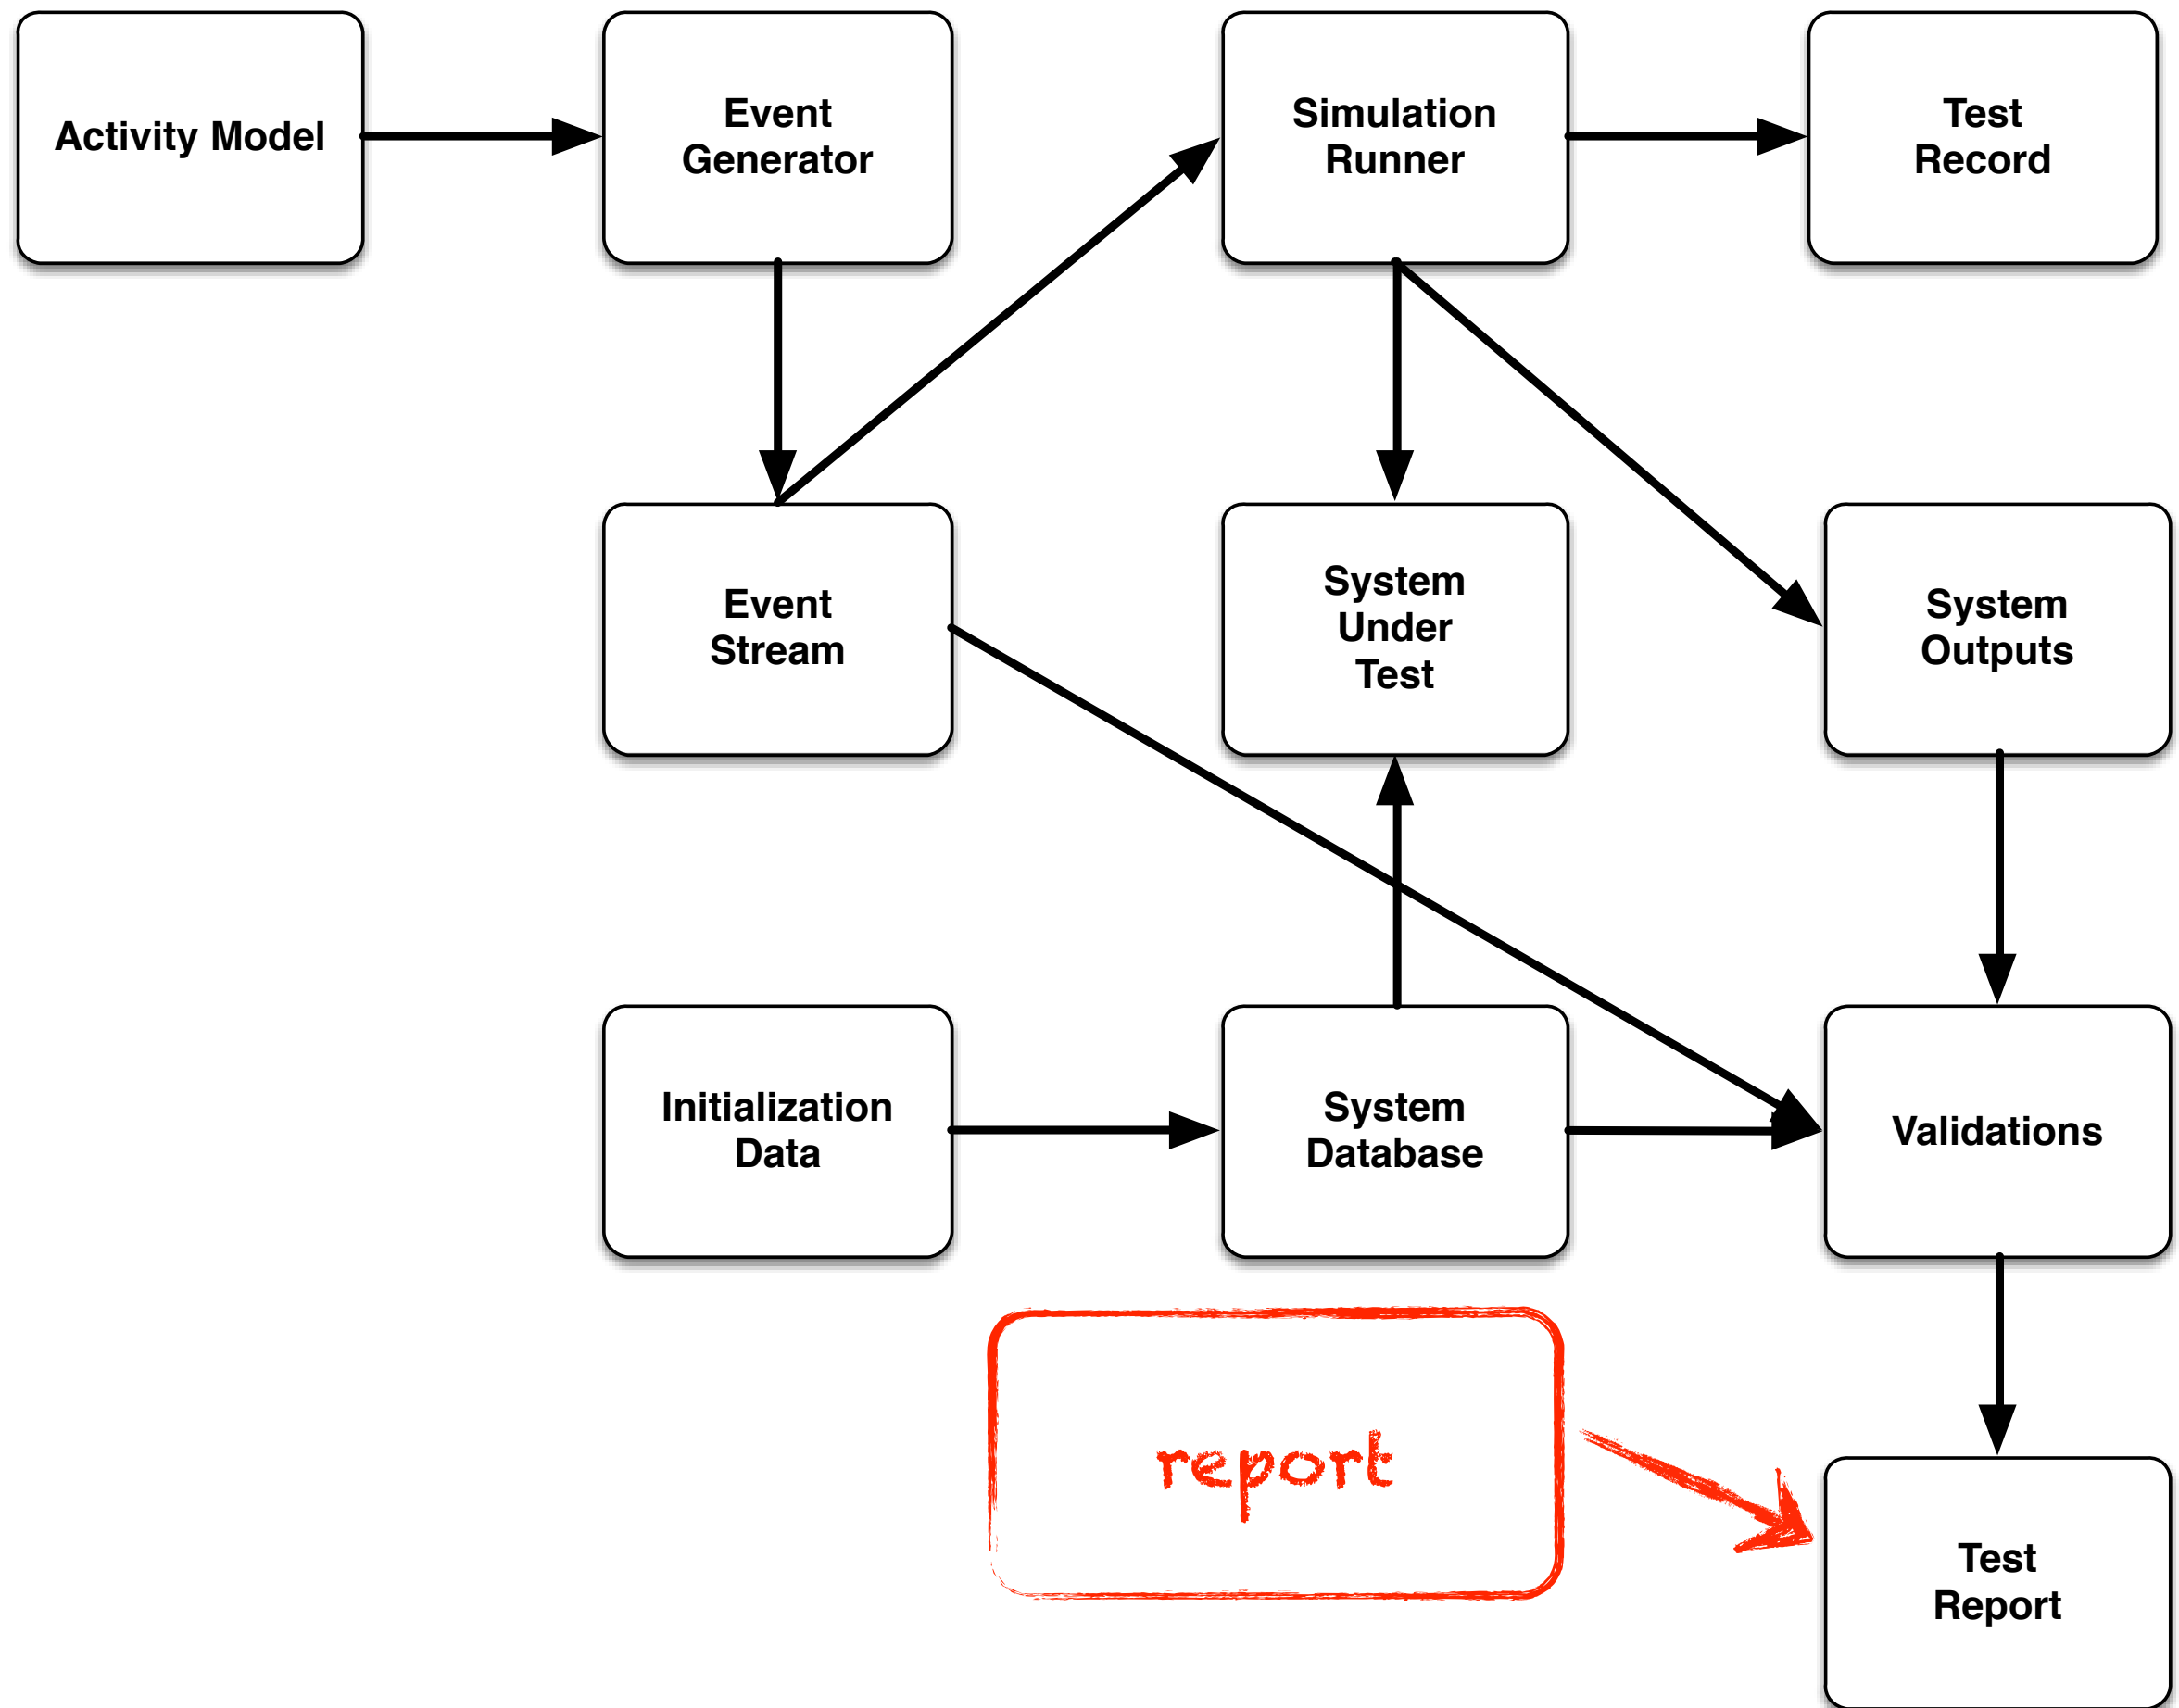 Activity Model
Event
Generator
Simulation
Runner
Test
Record
Event
Stream
System
Under
Test
System
Outputs
Initialization
Data
System
Database
Validations
report
Test
Report